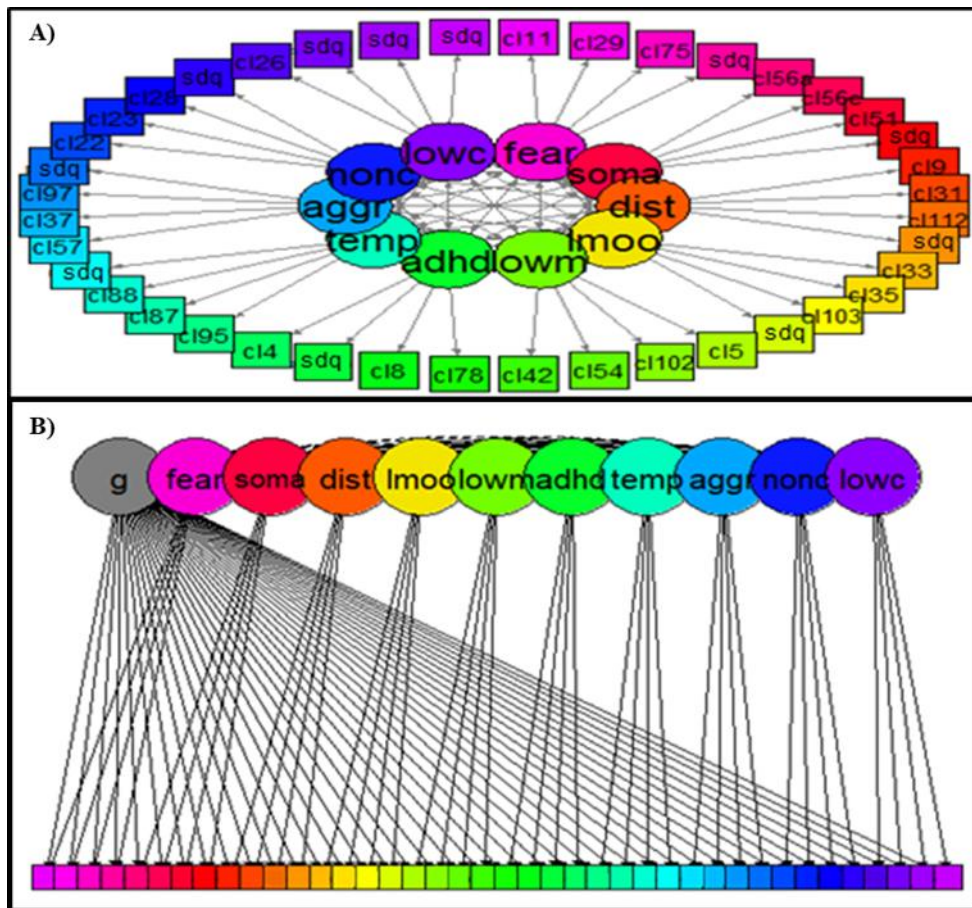 A)
sdq
sdq
sdq
cl11
cl29
cl75
sdq
cl56a
cl56c
cl51
sdq
cl9
cl31
cl112
sdq
cl33
cl35
cl103
sdq
cl5
cl102
cl54
cl42
cl78
cl8
sdq
cl4
cl95
cl87
cl88
sdq
cl57
cl37
cl97
sdq
cl22
cl23
cl28
sdq
cl26
lowc
fear
soma
dist
lmoo
lowm
adhd
temp
aggr
nonc
B)
g fear soma dist lmoo lowm adhd temp aggr nonc lowc